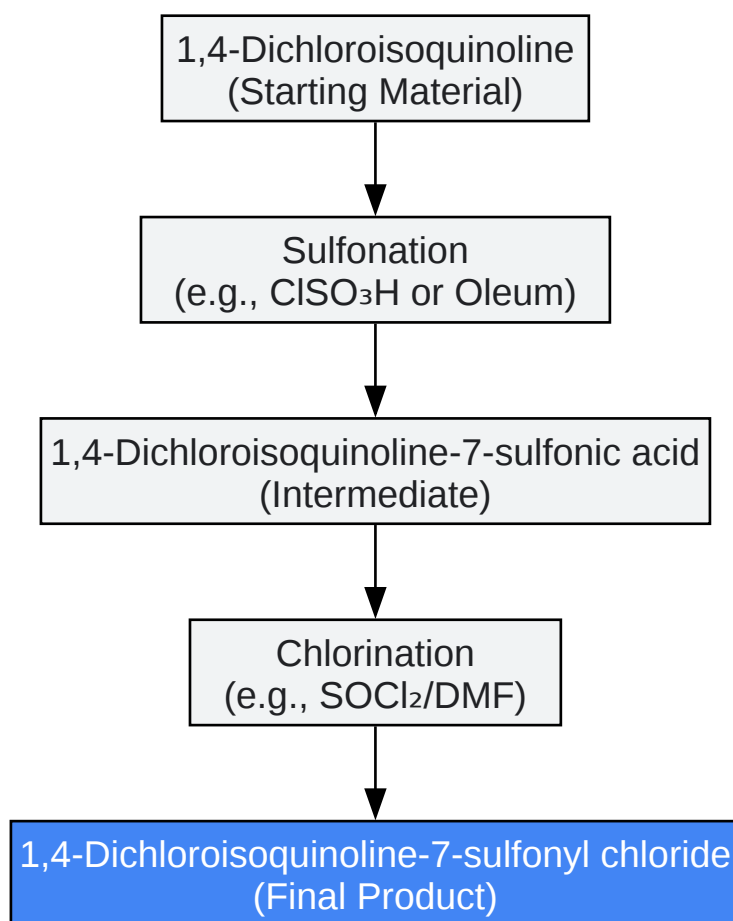 1,4-Dichloroisoquinoline
(Starting Material)
Sulfonation
(e.g., ClSO₃H or Oleum)
1,4-Dichloroisoquinoline-7-sulfonic acid
(Intermediate)
Chlorination
(e.g., SOCl₂/DMF)
1,4-Dichloroisoquinoline-7-sulfonyl chloride
(Final Product)